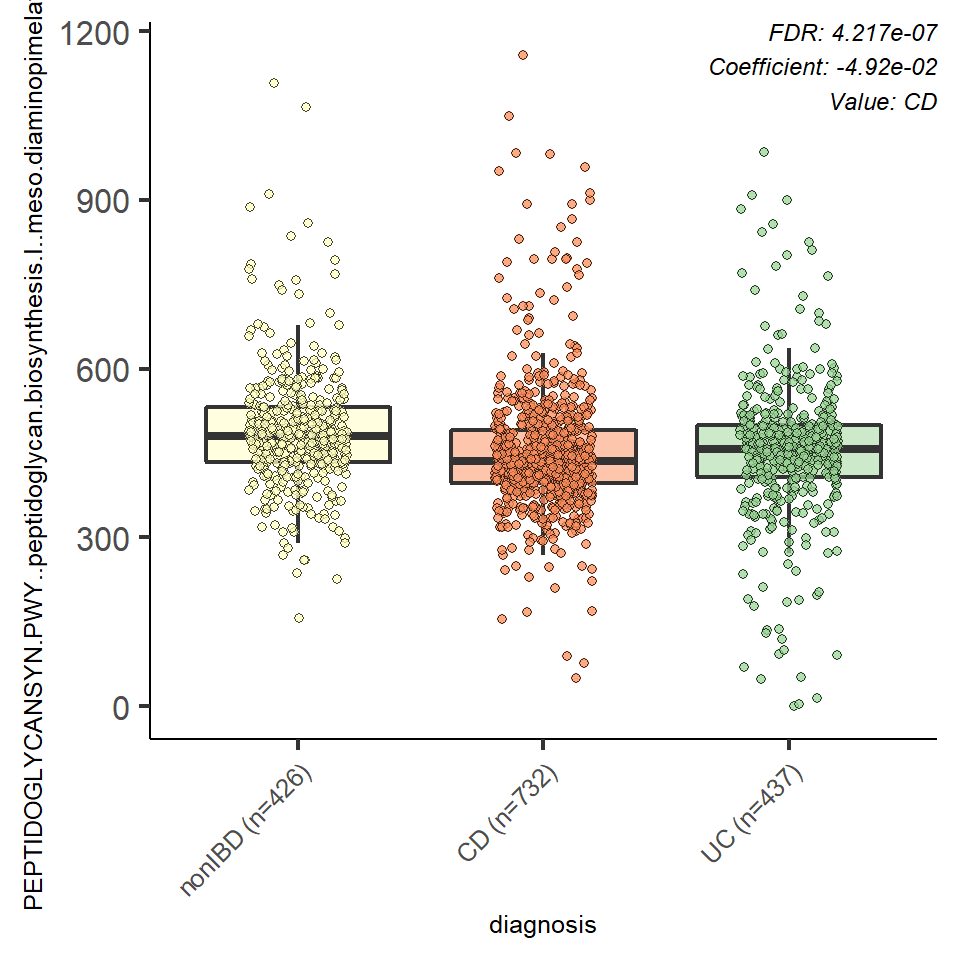 PEPTIDOGLYCANSYN.PWY..peptidoglycan.biosynthesis.I..meso.diaminopimela
1200
900
600
300
0
FDR: 4.217e-07
Coefficient: -4.92e-02
Value: CD
nonIBD (n=426)
CD (n=732)
UC (n=437)
diagnosis